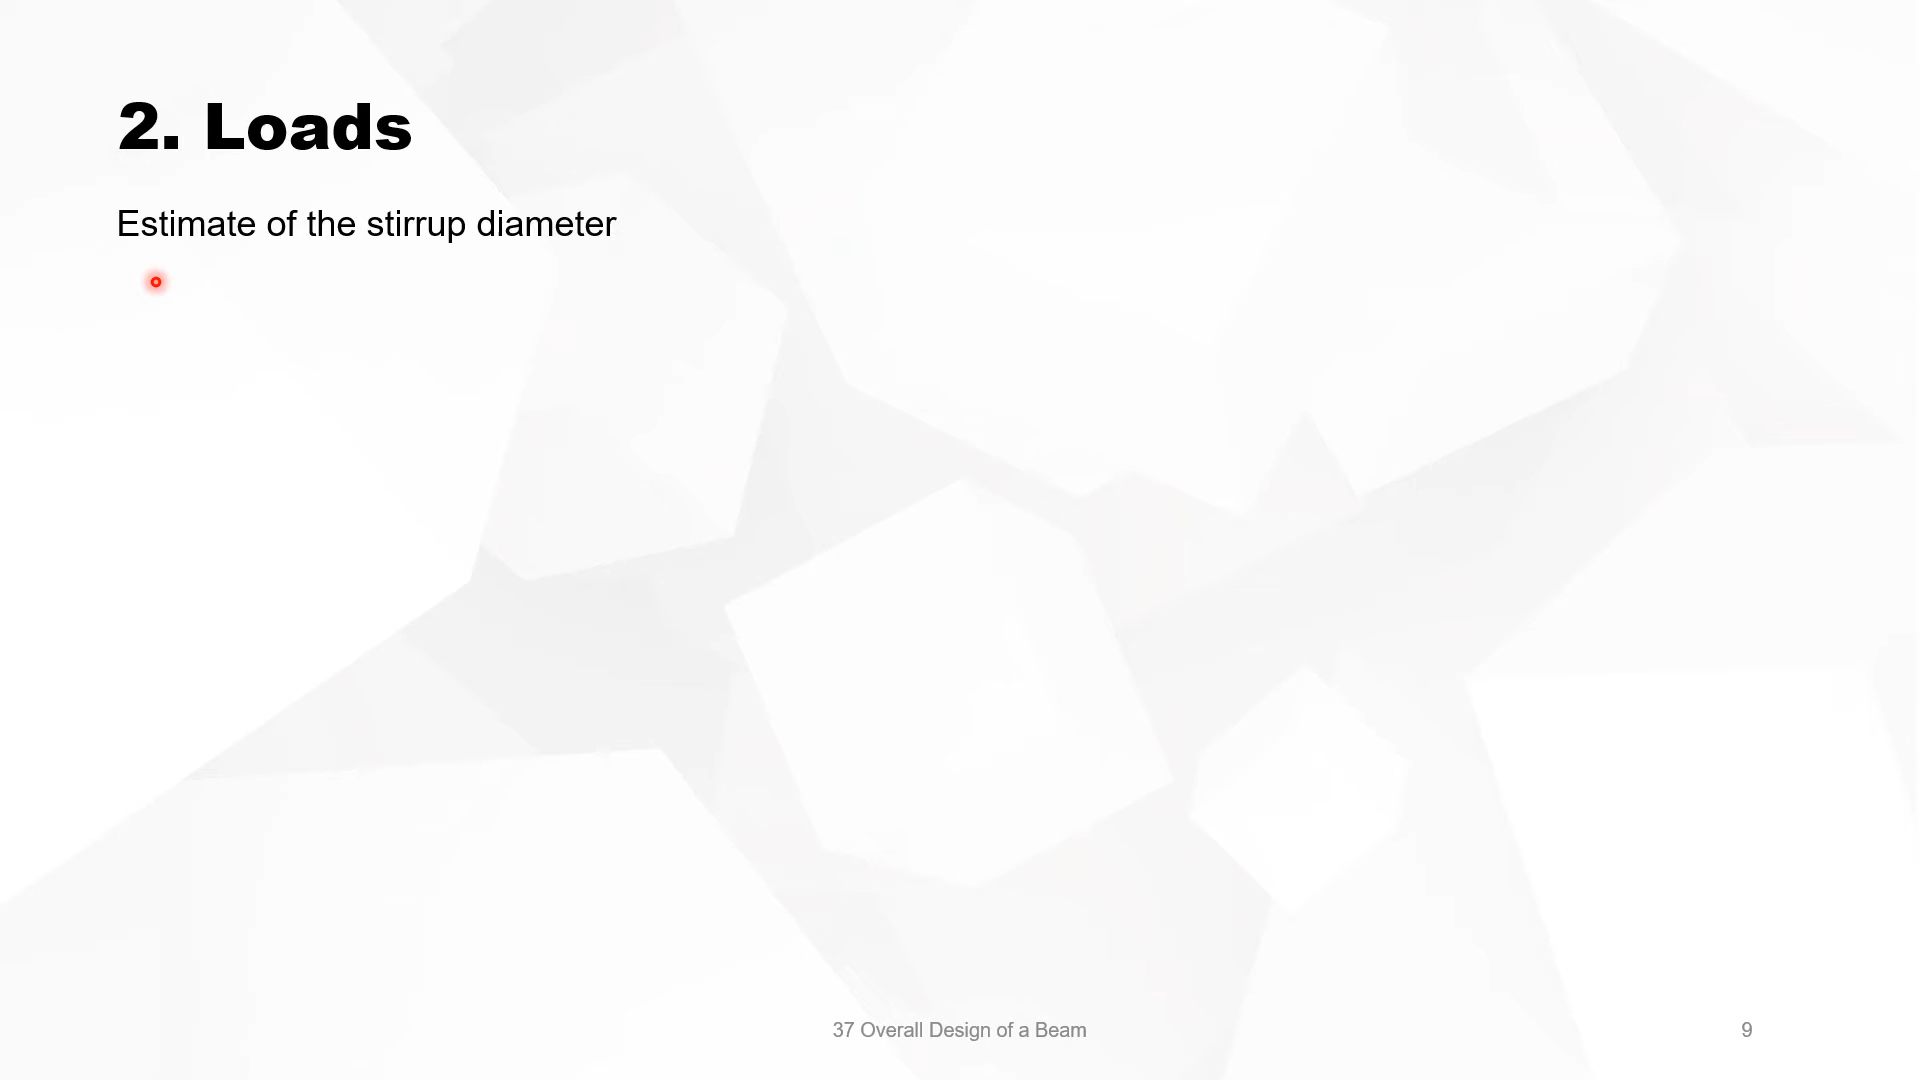 2. Loads
Estimate of the stirrup diameter
37 Overall Design of a Beam
9